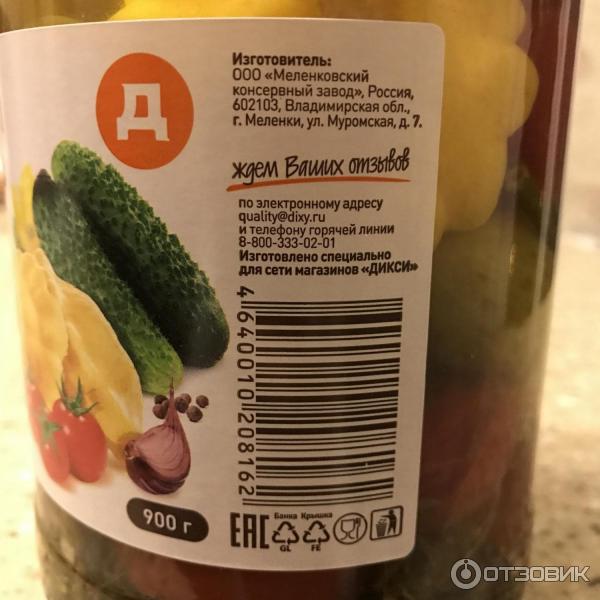 Д
Изготовитель:
ООО «Меленковский
консервный завод», Россия,
602103, Владимирская обл.,
г. Меленки, ул. Муромская, д. 7.
ждем Ваших отзывов
по электронному адресу
quality@dixy.ru
и телефону горячей линии
8-800-333-02-01
Изготовлено специально
для сети магазинов «ДИКСИ»
4 640010 208162
900 г
EAC
Банка Крышка
GL FE
ОТЗОВИК